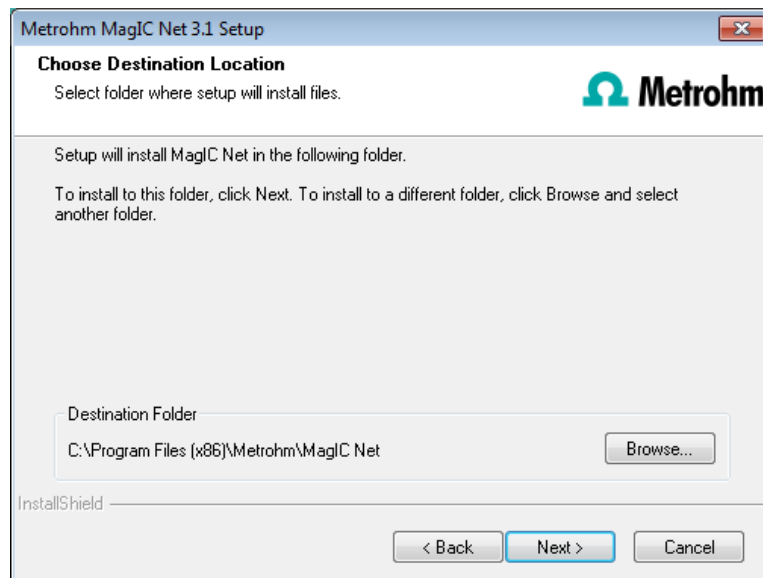 Metrohm MagIC Net 3.1 Setup
Choose Destination Location
Select folder where setup will install files.
Metrohm
Setup will install MagIC Net in the following folder.
To install to this folder, click Next. To install to a different folder, click Browse and select
another folder.
Destination Folder
C:\Program Files (x86)\Metrohm\MagIC Net
Browse...
InstallShield
< Back
Next >
Cancel